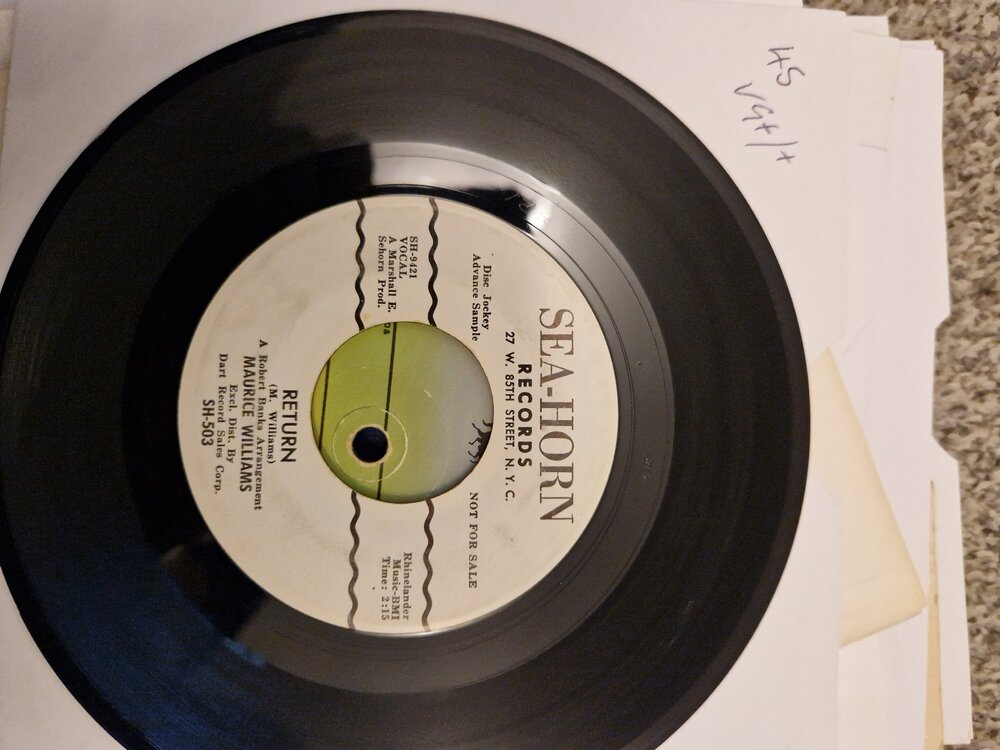 SEA-HORN
RECORDS
27 W. 85TH STREET, N. Y. C.
Disc Jockey
Advance Sample
NOT FOR SALE
SH-9421
VOCAL
A Marshall E.
Sehorn Prod.
Rhinelander
Music-BMI
Time: 2:15
RETURN
(M. Williams)
A Robert Banks Arrangement
MAURICE WILLIAMS
Excl. Dist. By
Dart Record Sales Corp.
SH-503
45
VG+/+